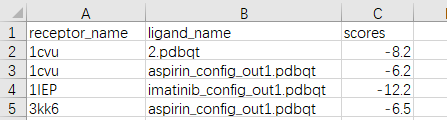 A B C
1 receptor_name ligand_name scores
2 1cvu 2.pdbqt -8.2
3 1cvu aspirin_config_out1.pdbqt -6.2
4 1IEP imatinib_config_out1.pdbqt -12.2
5 3kk6 aspirin_config_out1.pdbqt -6.5